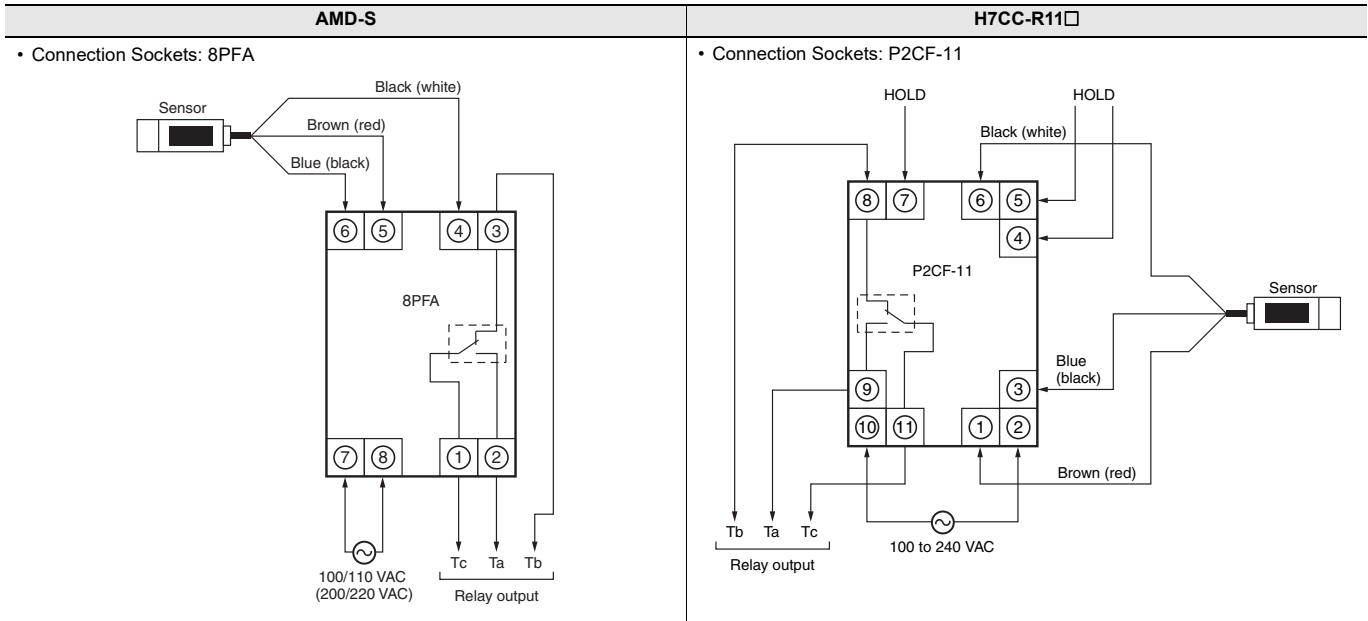 AMD-S
• Connection Sockets: 8PFA
Sensor
Black (white)
Brown (red)
Blue (black)
6 5 4 3
8PFA
7 8 1 2
100/110 VAC
(200/220 VAC)
Tc Ta Tb
Relay output
H7CC-R11□
• Connection Sockets: P2CF-11
HOLD HOLD
Black (white)
8 7 6 5
4
P2CF-11
Sensor
Blue
(black)
9 3
10 11 1 2
Brown (red)
Tb Ta Tc
100 to 240 VAC
Relay output